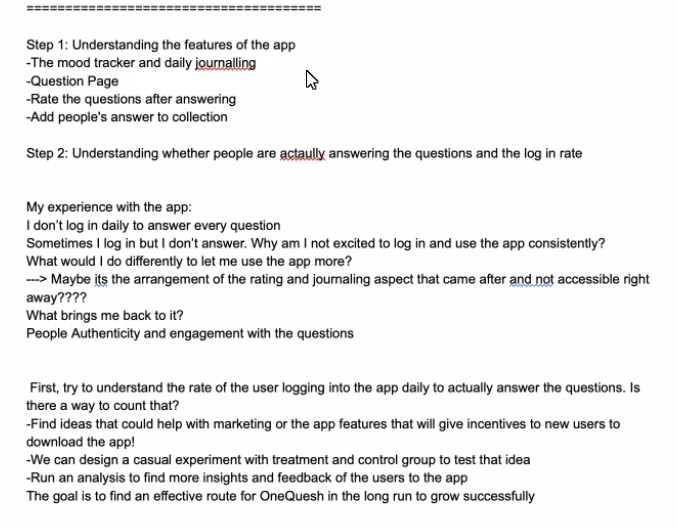 =======================================
Step 1: Understanding the features of the app
-The mood tracker and daily journalling
-Question Page
-Rate the questions after answering
-Add people's answer to collection
Step 2: Understanding whether people are actaully answering the questions and the log in rate
My experience with the app:
I don't log in daily to answer every question
Sometimes I log in but I don't answer. Why am I not excited to log in and use the app consistently?
What would I do differently to let me use the app more?
---> Maybe its the arrangement of the rating and journaling aspect that came after and not accessible right
away????
What brings me back to it?
People Authenticity and engagement with the questions
First, try to understand the rate of the user logging into the app daily to actually answer the questions. Is
there a way to count that?
-Find ideas that could help with marketing or the app features that will give incentives to new users to
download the app!
-We can design a casual experiment with treatment and control group to test that idea
-Run an analysis to find more insights and feedback of the users to the app
The goal is to find an effective route for OneQuesh in the long run to grow successfully